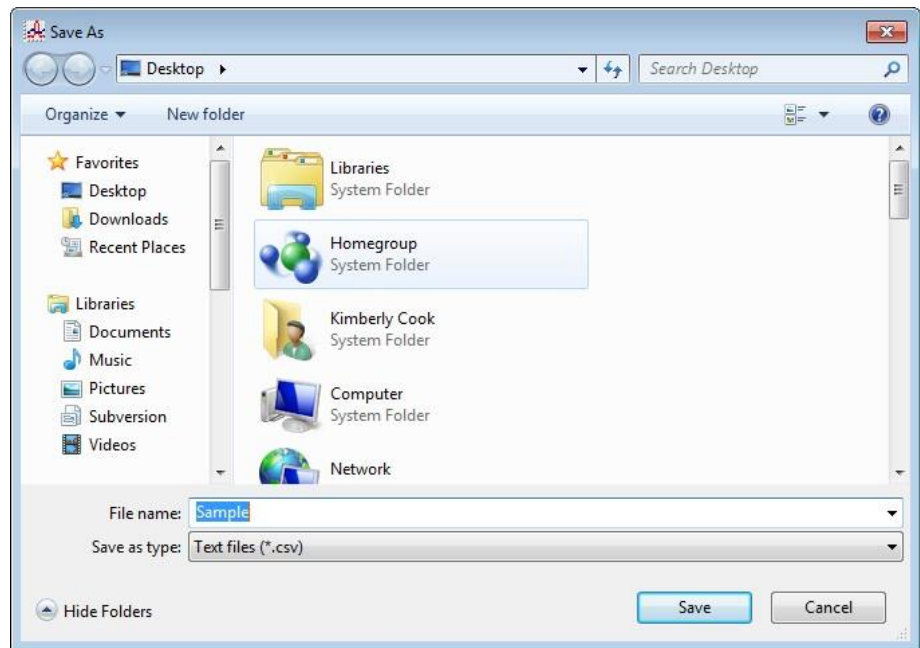 Save As
Desktop
Search Desktop
Organize
New folder
Favorites
Desktop
Downloads
Recent Places
Libraries
Documents
Music
Pictures
Subversion
Videos
Libraries
System Folder
Homegroup
System Folder
Kimberly Cook
System Folder
Computer
System Folder
Network
File name: Sample
Save as type: Text files (*.csv)
Hide Folders
Save
Cancel